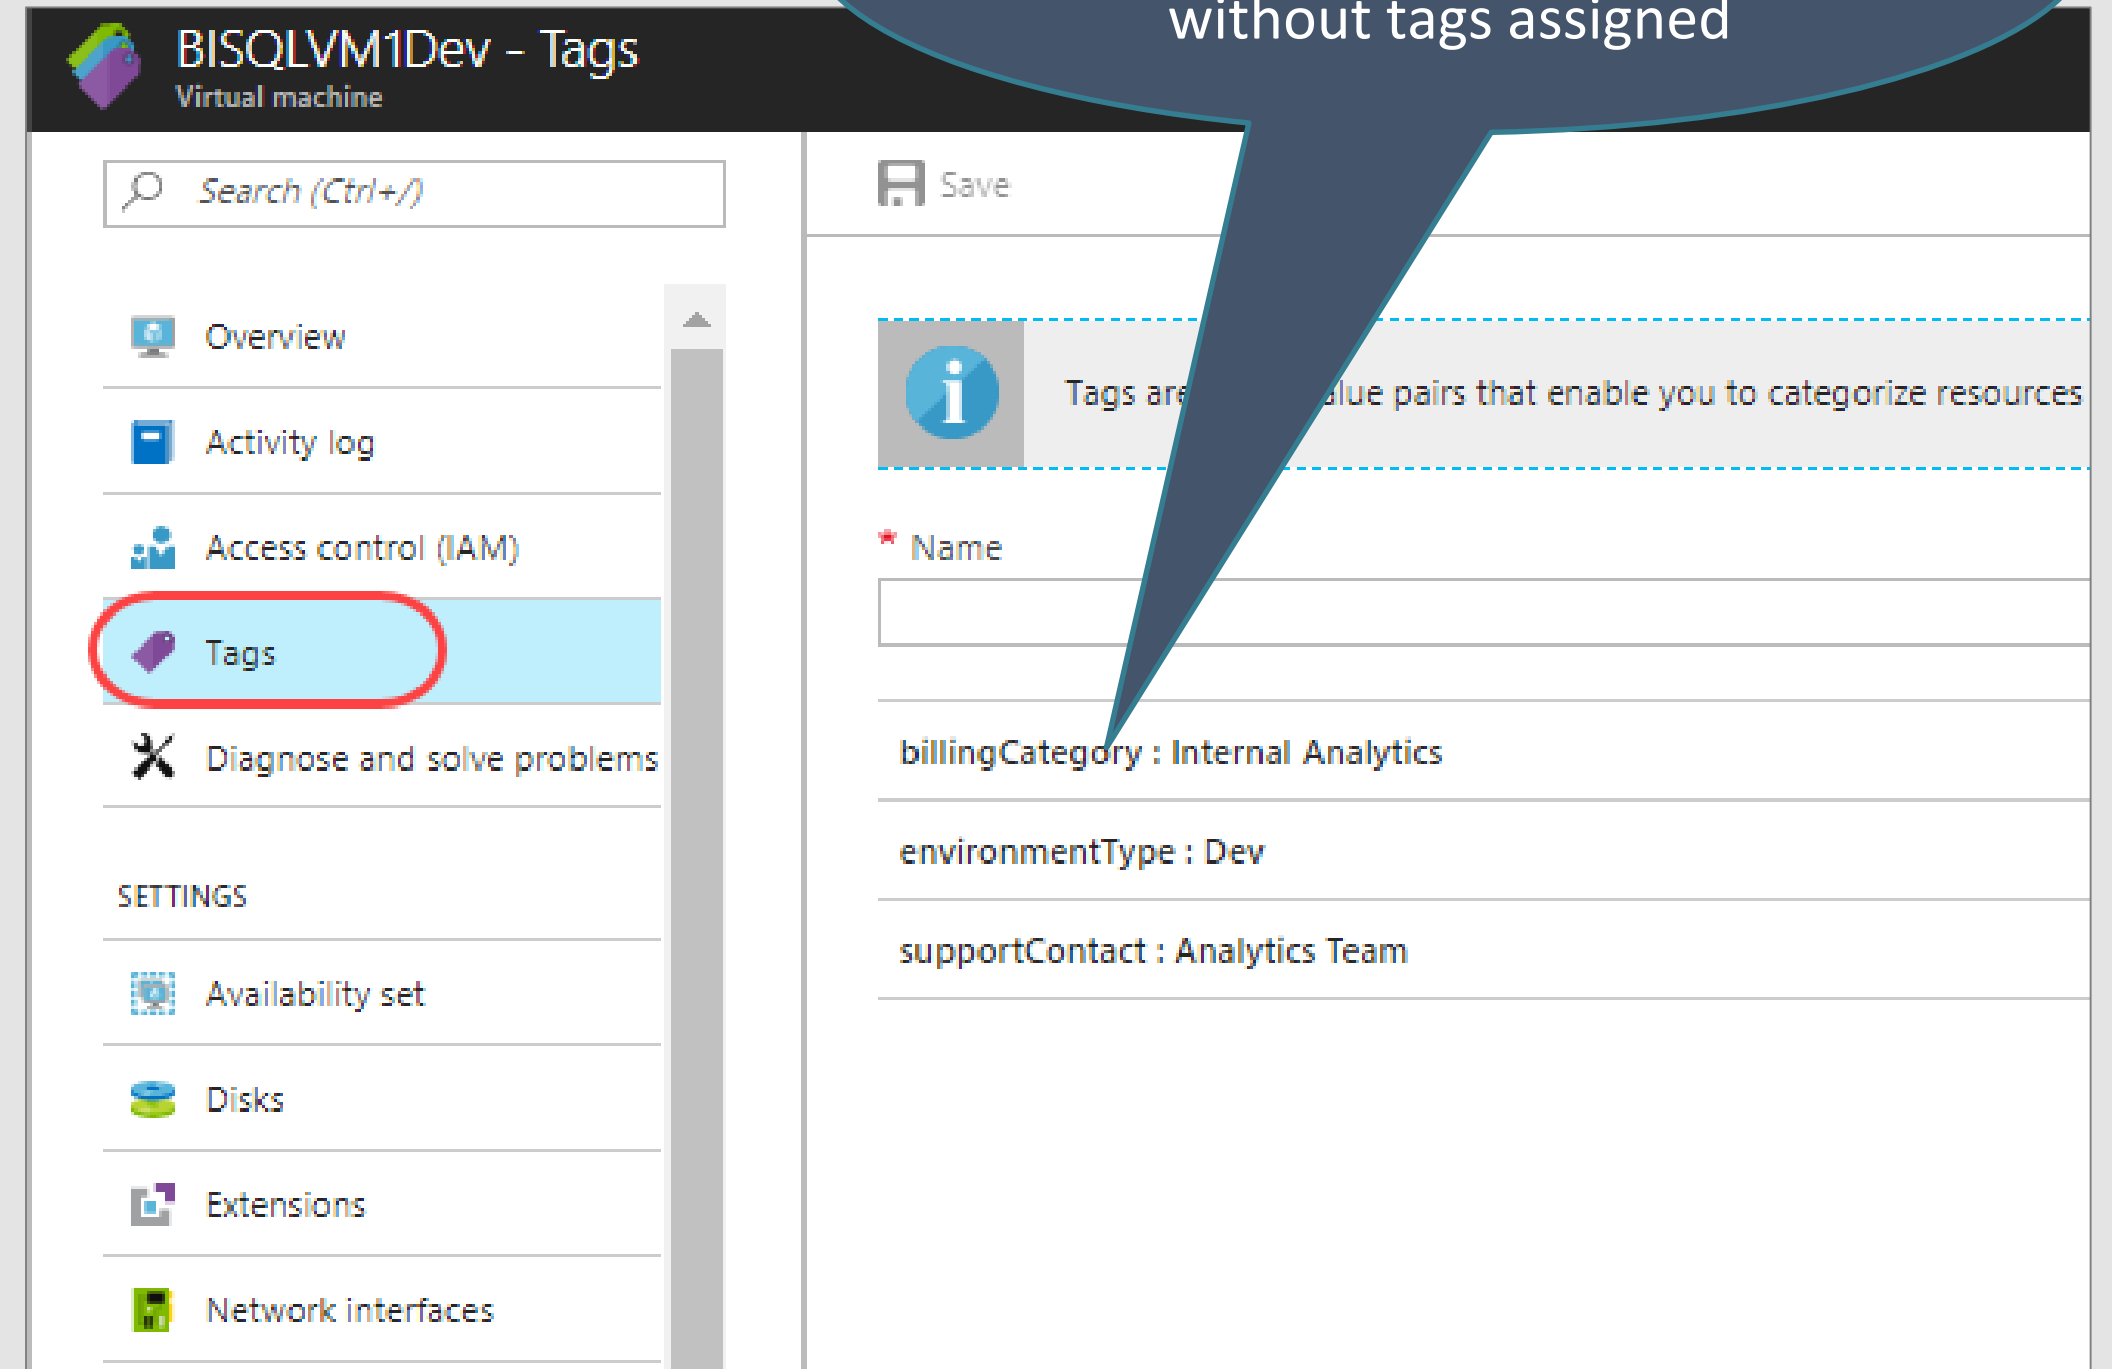 without tags assigned
BISQLVM1Dev - Tags
Virtual machine
Search (Ctrl+/)
Overview
Activity log
Access control (IAM)
Tags
Diagnose and solve problems
SETTINGS
Availability set
Disks
Extensions
Network interfaces
Save
Tags are pairs that enable you to categorize resources
* Name
billingCategory : Internal Analytics
environmentType : Dev
supportContact : Analytics Team